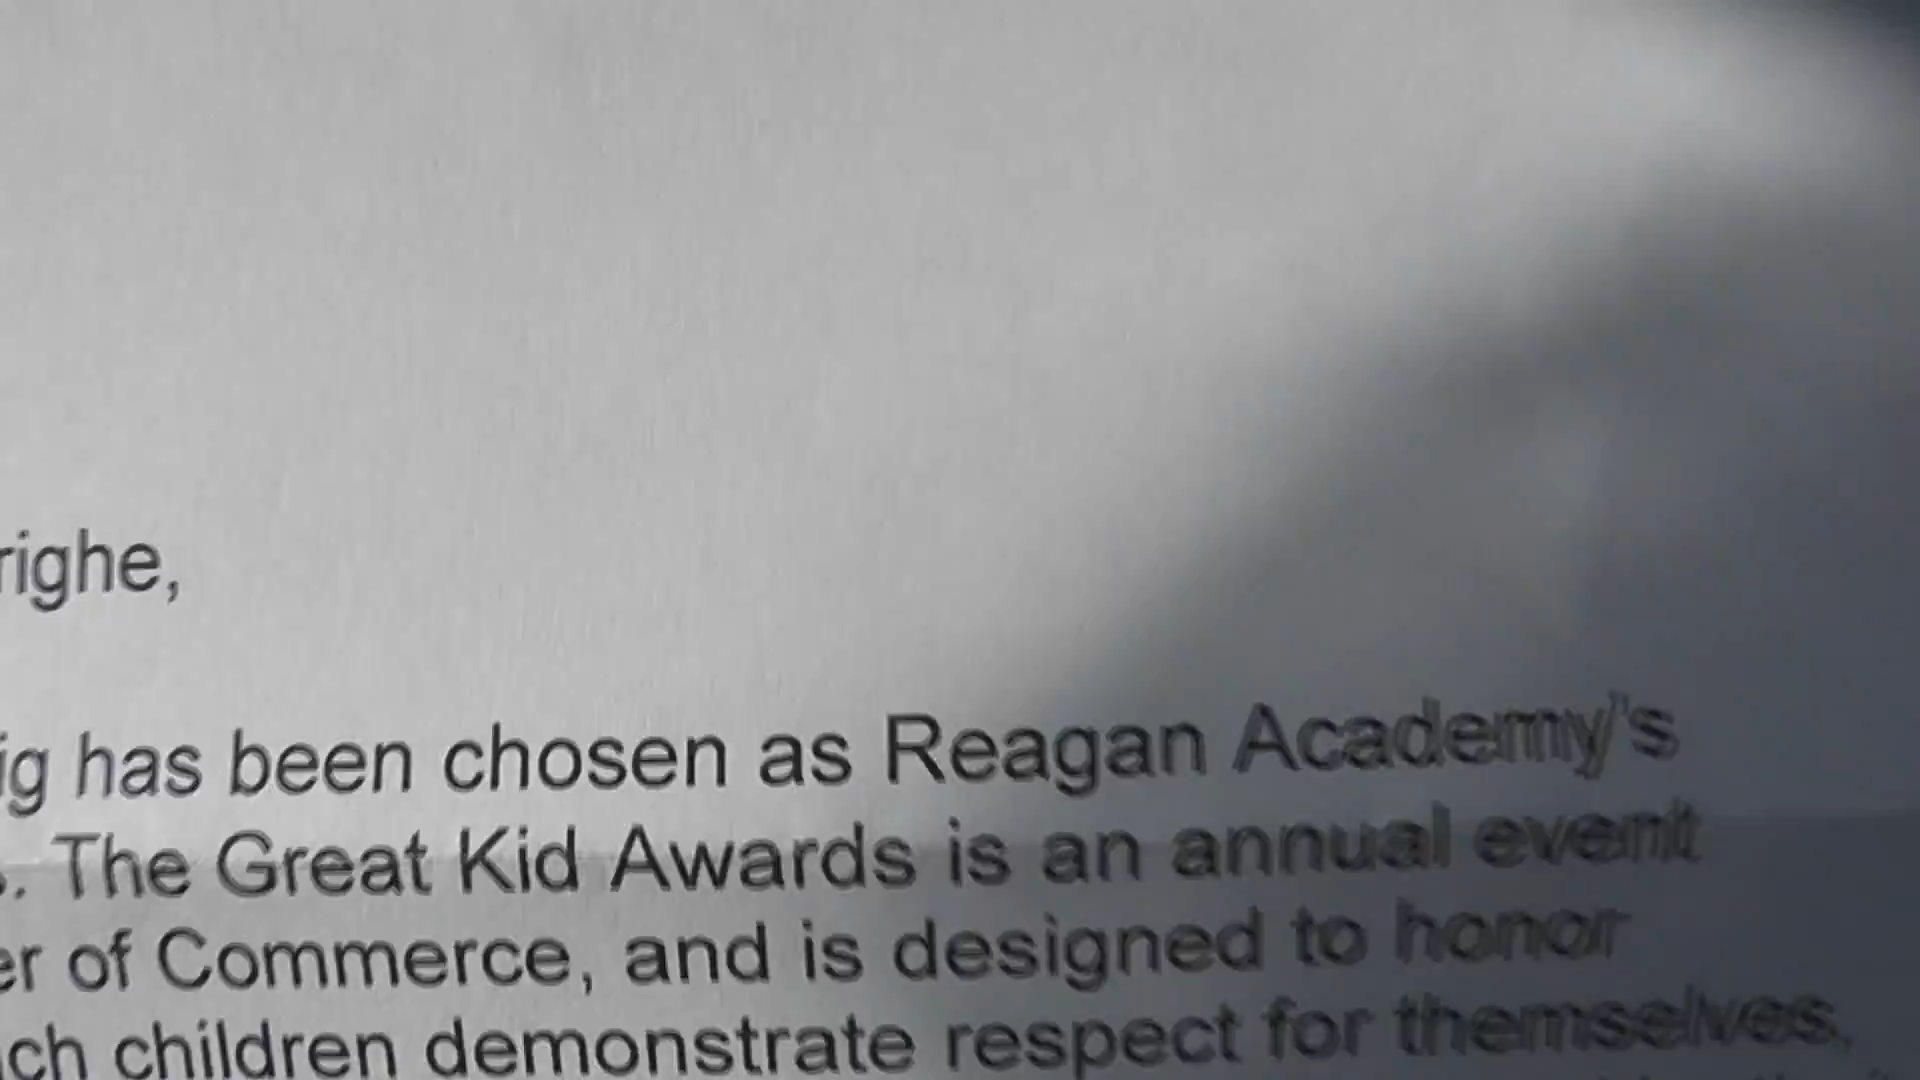 righe,
ig has been chosen as Reagan Academy's
. The Great Kid Awards is an annual event
er of Commerce, and is designed to honor
ch children demonstrate respect for themselves,